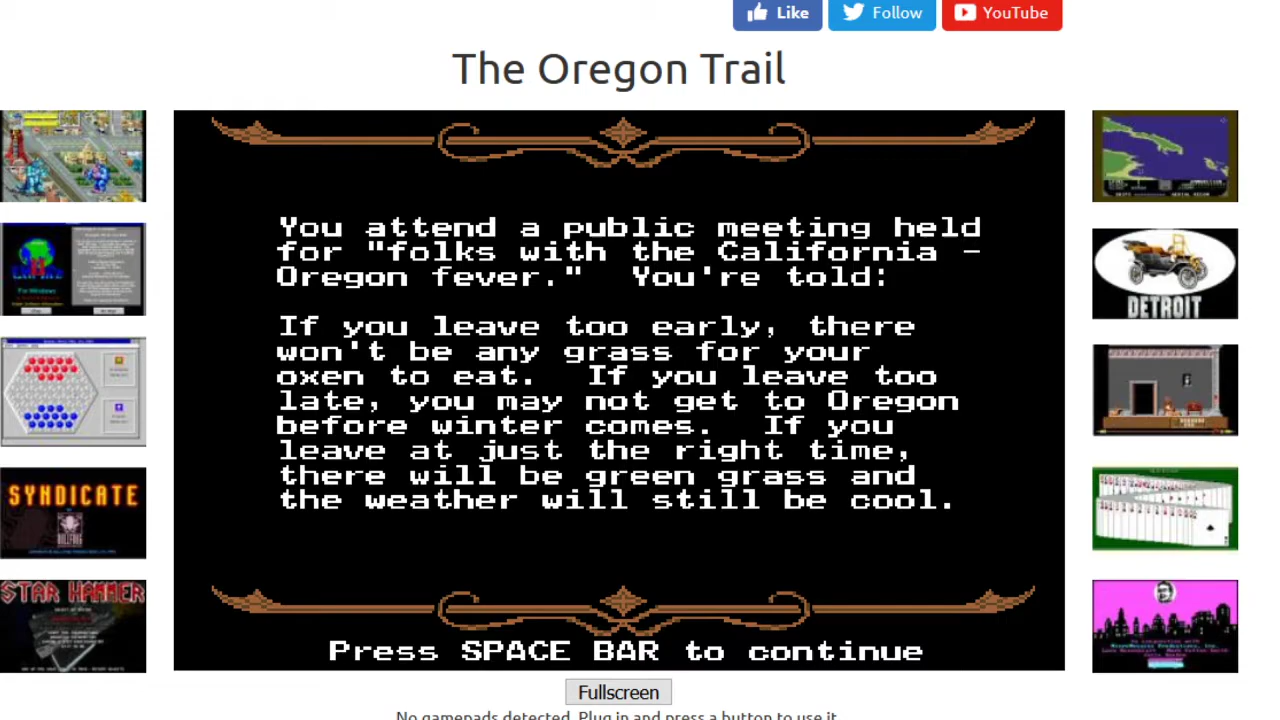 Like
Follow
YouTube
The Oregon Trail
You attend a public meeting held
for "folks with the California -
Oregon fever." You're told:
If you leave too early, there
won't be any grass for your
oxen to eat. If you leave too
late, you may not get to Oregon
before winter comes. If you
leave at just the right time,
there will be green grass and
the weather will still be cool.
Press SPACE BAR to continue
Fullscreen
No gamepads detected. Plug in and press a button to use it
SYNDICATE
STAR HAMMER
DETROIT